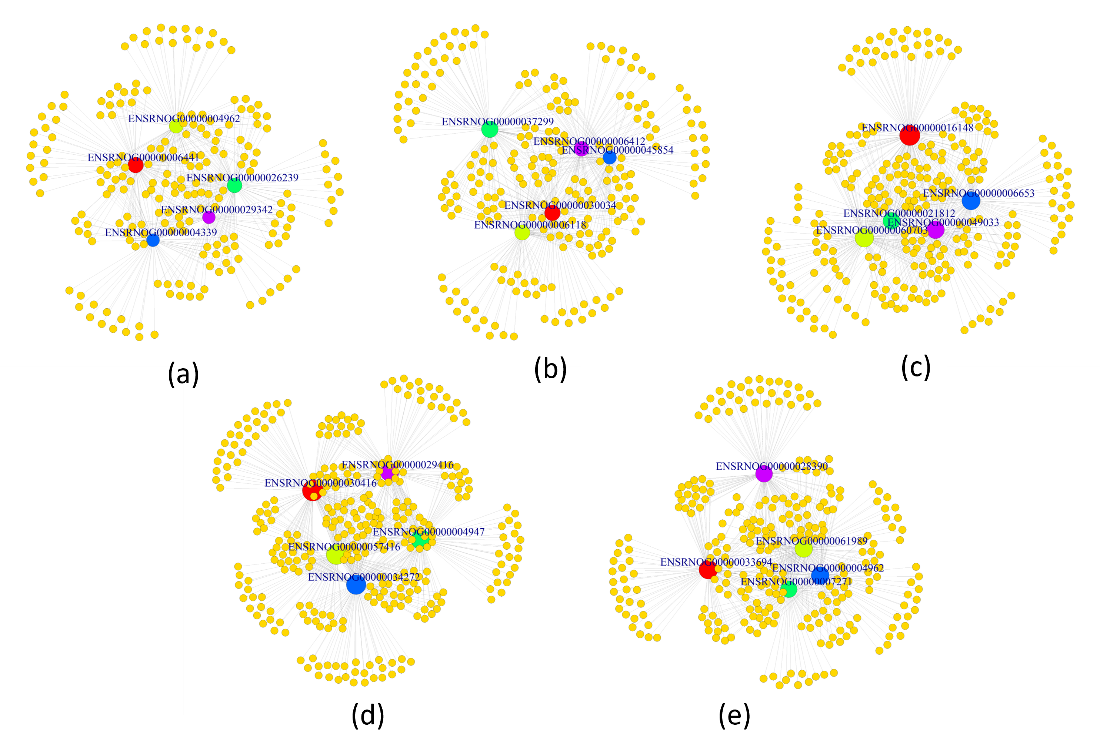 ENSRNOG00000004962
ENSRNOG00000006441
ENSRNOG00000026239
ENSRNOG00000029342
ENSRNOG00000004339
(a)
ENSRNOG00000037299
ENSRNOG00000006412
ENSRNOG00000045854
ENSRNOG00000030034
ENSRNOG00000006118
(b)
ENSRNOG00000016148
ENSRNOG00000006653
ENSRNOG00000021812
ENSRNOG00000049033
ENSRNOG00000060703
(c)
ENSRNOG00000029416
ENSRNOG00000030416
ENSRNOG00000004947
ENSRNOG00000057416
ENSRNOG00000034272
(d)
ENSRNOG00000028390
ENSRNOG00000061989
ENSRNOG00000033694
ENSRNOG00000004962
ENSRNOG00000007271
(e)